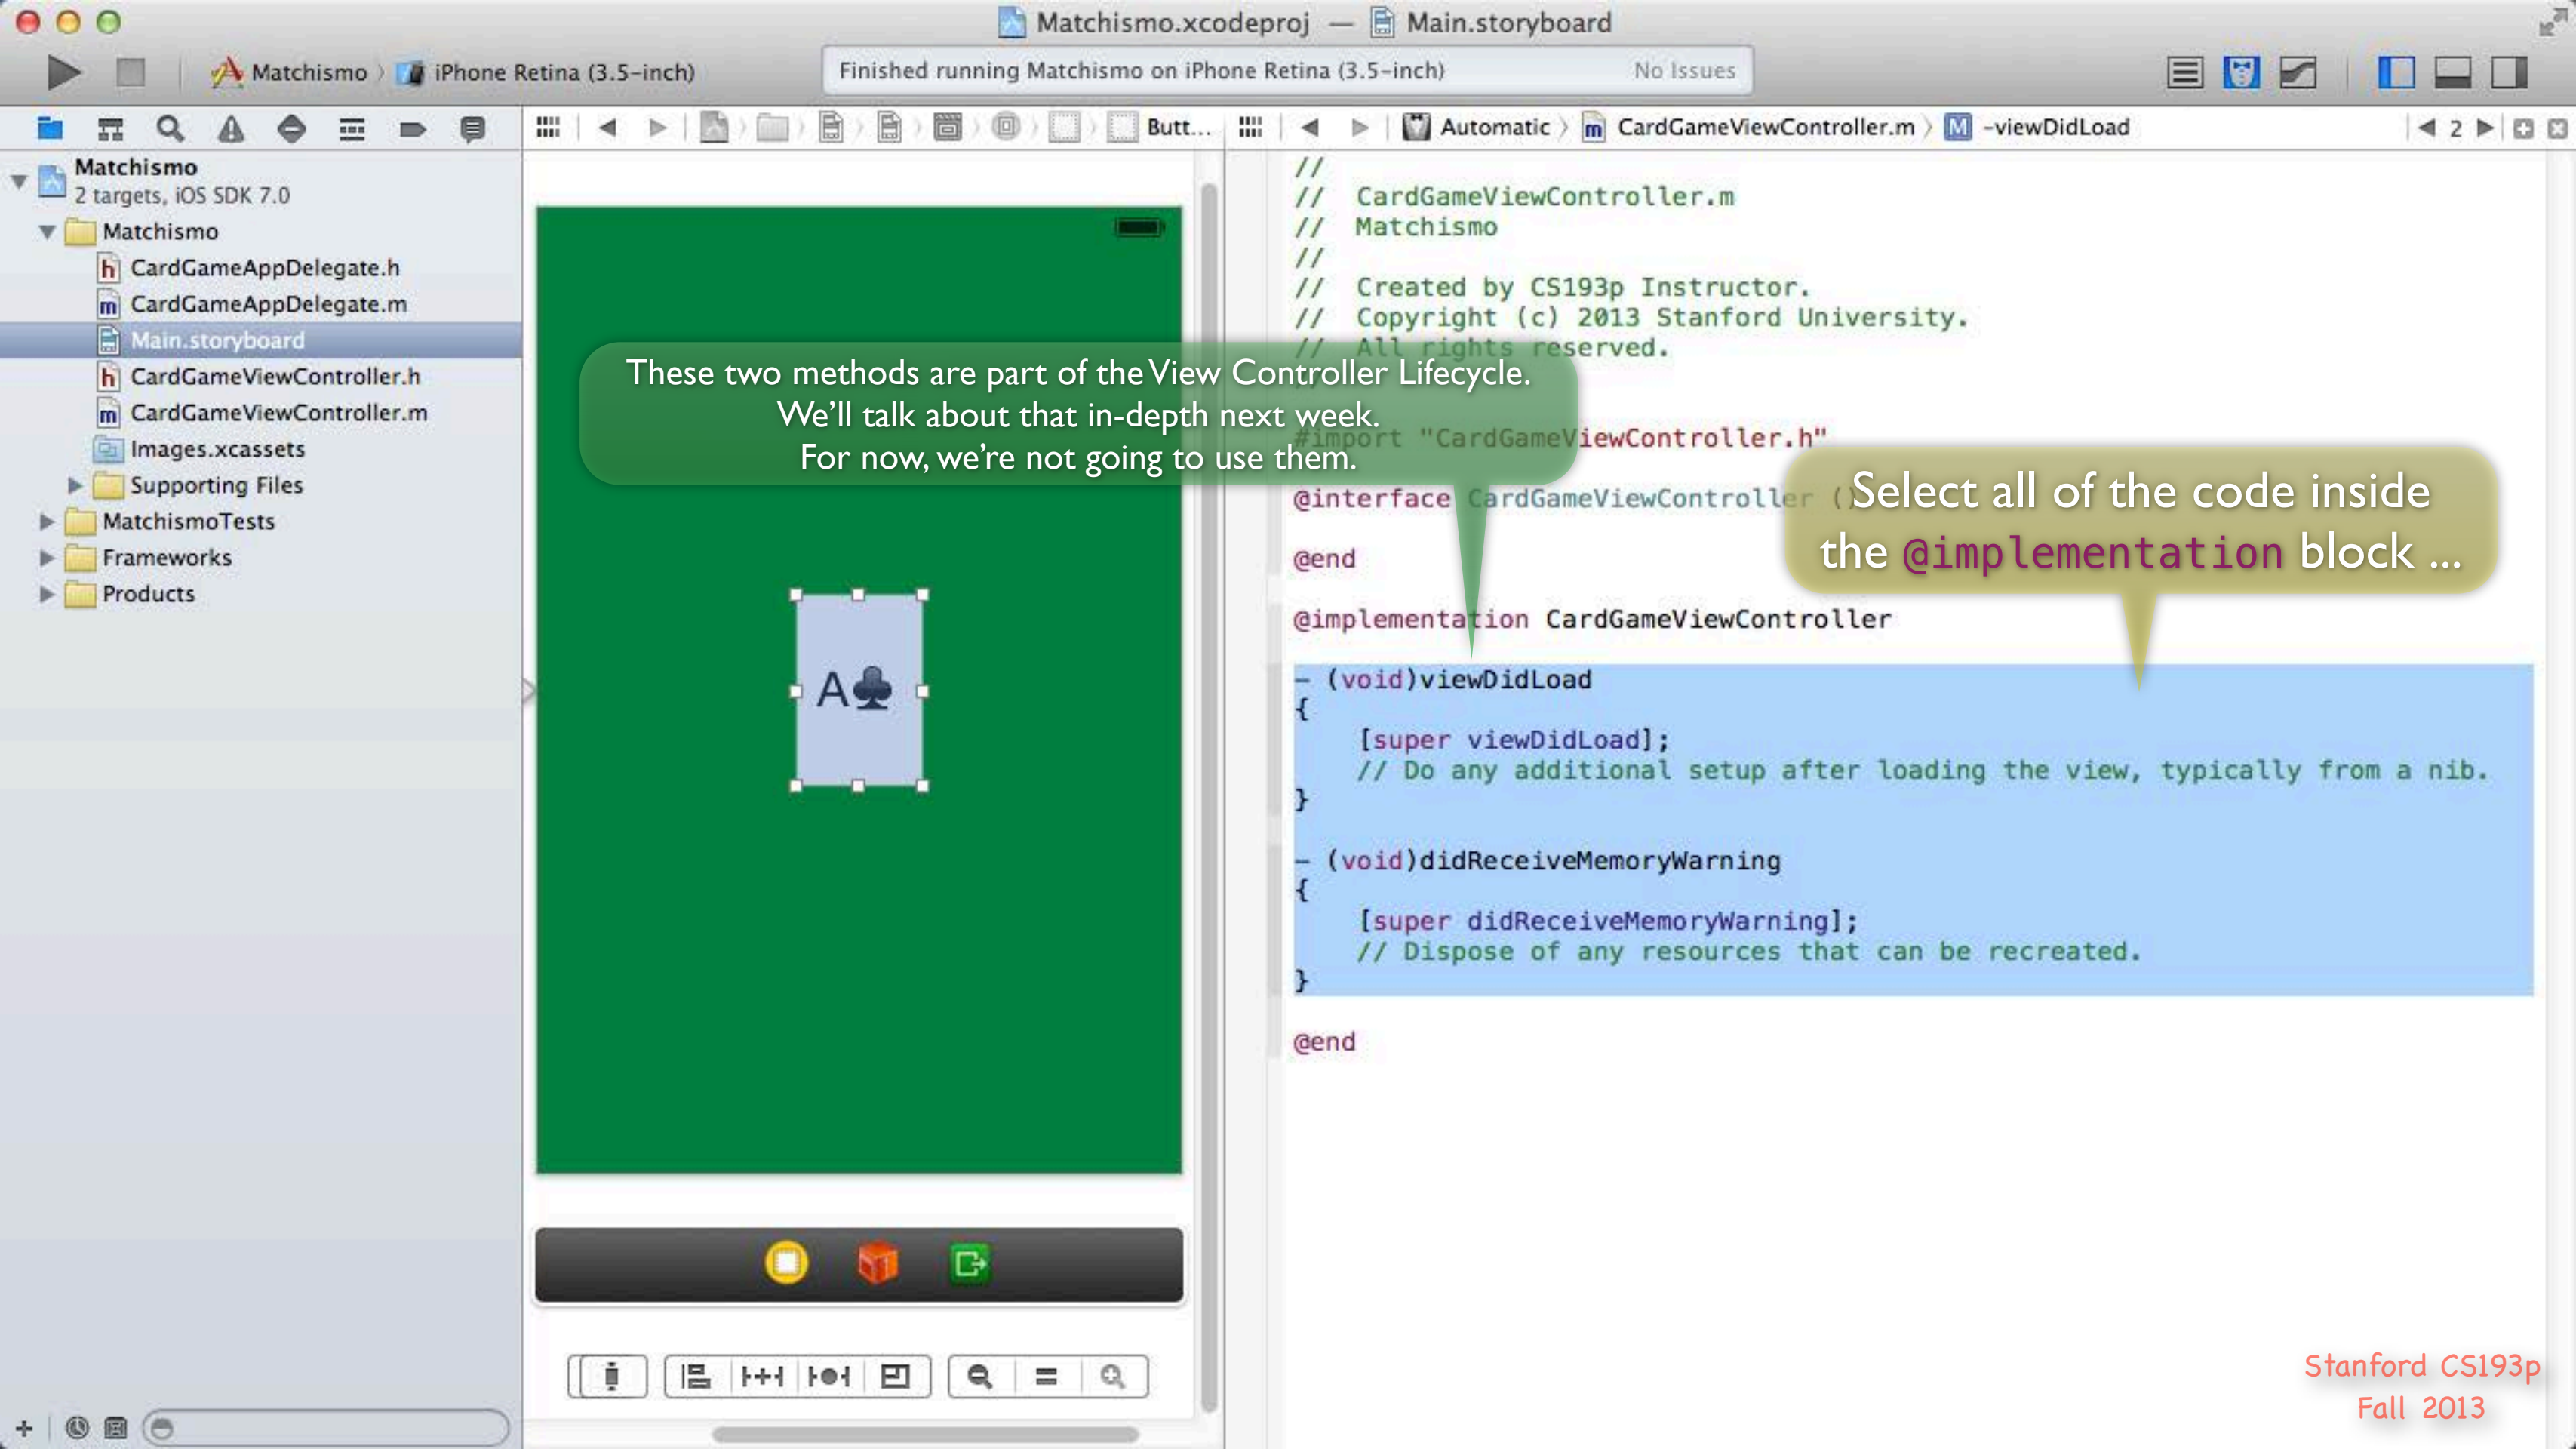 Matchismo.xcodeproj — Main.storyboard
Matchismo
iPhone Retina (3.5-inch)
Finished running Matchismo on iPhone Retina (3.5-inch)
No Issues
Butt...
Automatic
CardGameViewController.m
M
-viewDidLoad
2
Matchismo
2 targets, iOS SDK 7.0
Matchismo
h CardGameAppDelegate.h
m CardGameAppDelegate.m
Main.storyboard
h CardGameViewController.h
m CardGameViewController.m
Images.xcassets
Supporting Files
MatchismoTests
Frameworks
Products
These two methods are part of the View Controller Lifecycle.
We'll talk about that in-depth next week.
For now, we're not going to use them.
A♣
//
//  CardGameViewController.m
//  Matchismo
//
//  Created by CS193p Instructor.
//  Copyright (c) 2013 Stanford University.
//  All rights reserved.
//
#import "CardGameViewController.h"
@interface CardGameViewController ()
@end
@implementation CardGameViewController
- (void)viewDidLoad
{
    [super viewDidLoad];
    // Do any additional setup after loading the view, typically from a nib.
}
- (void)didReceiveMemoryWarning
{
    [super didReceiveMemoryWarning];
    // Dispose of any resources that can be recreated.
}
@end
Select all of the code inside
the @implementation block ...
Stanford CS193p
Fall 2013